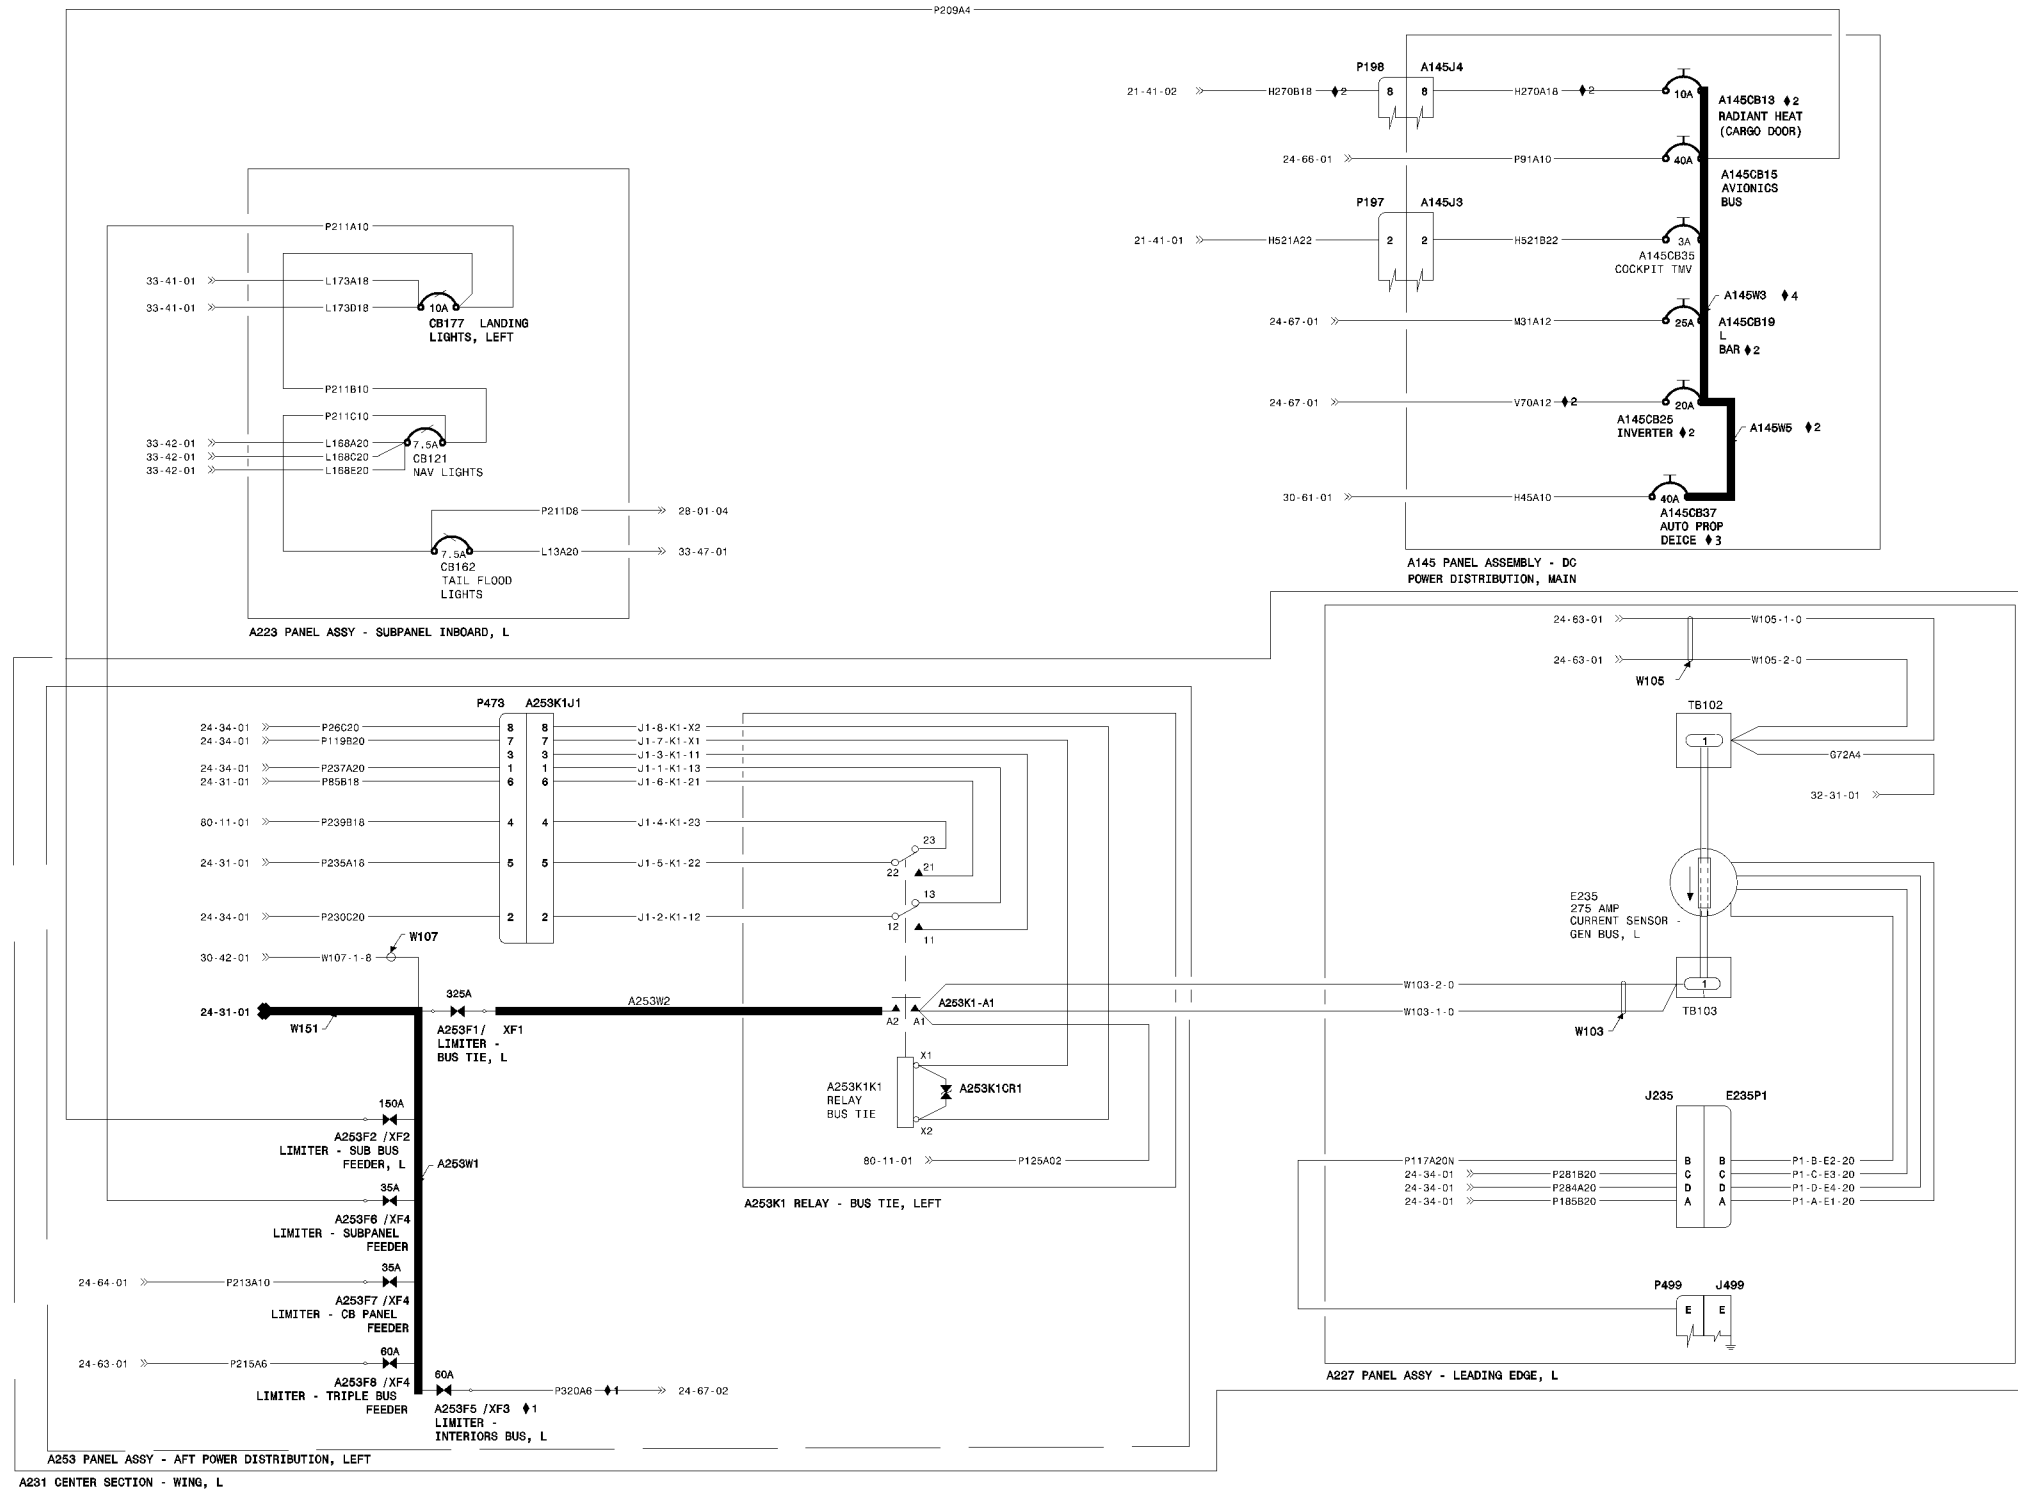 P209A4
P198 A145J4
21-41-02 H270B18 ♦2 8 8 H270A18 ♦2 10A
A145CB13 ♦2
RADIANT HEAT
(CARGO DOOR)
24-66-01 P91A10 40A
A145CB15
AVIONICS
BUS
P197 A145J3
21-41-01 H521A22 2 2 H521B22 3A
A145CB35
COCKPIT TMV
A145W3 ♦4
24-67-01 M31A12 25A
A145CB19
L
BAR ♦2
24-67-01 V70A12 ♦2 20A
A145CB25
INVERTER ♦2
A145W5 ♦2
30-61-01 H45A10 40A
A145CB37
AUTO PROP
DEICE ♦3
A145 PANEL ASSEMBLY - DC
POWER DISTRIBUTION, MAIN
P211A10
33-41-01 L173A18
33-41-01 L173D18 10A
CB177 LANDING
LIGHTS, LEFT
P211B10
P211C10
33-42-01 L168A20 7.5A
33-42-01 L168C20
33-42-01 L168E20
CB121
NAV LIGHTS
P211D8 28-01-04
7.5A L13A20 33-47-01
CB162
TAIL FLOOD
LIGHTS
A223 PANEL ASSY - SUBPANEL INBOARD, L
24-63-01 W105-1-0
24-63-01 W105-2-0
W105
TB102
1
G72A4
32-31-01
E235
275 AMP
CURRENT SENSOR -
GEN BUS, L
1
TB103
W103-2-0
W103-1-0
W103
P473 A253K1J1
24-34-01 P26C20 8 8 J1-8-K1-X2
24-34-01 P119B20 7 7 J1-7-K1-X1
3 3 J1-3-K1-11
24-34-01 P237A20 1 1 J1-1-K1-13
24-31-01 P85B18 6 6 J1-6-K1-21
80-11-01 P239B18 4 4 J1-4-K1-23
23
24-31-01 P235A18 5 5 J1-5-K1-22
22 21
13
24-34-01 P230C20 2 2 J1-2-K1-12
12 11
W107
30-42-01 W107-1-8
325A
A253W2
A253K1-A1
24-31-01
W151
A2 A1
A253F1/ XF1
LIMITER -
BUS TIE, L
X1
A253K1K1
RELAY
BUS TIE
A253K1CR1
X2
150A
A253F2 /XF2
LIMITER - SUB BUS
FEEDER, L
A253W1
80-11-01 P125A02
35A
A253K1 RELAY - BUS TIE, LEFT
A253F6 /XF4
LIMITER - SUBPANEL
FEEDER
35A
24-64-01 P213A10
A253F7 /XF4
LIMITER - CB PANEL
FEEDER
60A
24-63-01 P215A6
A253F8 /XF4
LIMITER - TRIPLE BUS
FEEDER
60A
P320A6 ♦1 24-67-02
A253F5 /XF3 ♦1
LIMITER -
INTERIORS BUS, L
A253 PANEL ASSY - AFT POWER DISTRIBUTION, LEFT
A231 CENTER SECTION - WING, L
J235 E235P1
P117A20N B B P1-B-E2-20
24-34-01 P281B20 C C P1-C-E3-20
24-34-01 P284A20 D D P1-D-E4-20
24-34-01 P185B20 A A P1-A-E1-20
P499 J499
E E
A227 PANEL ASSY - LEADING EDGE, L